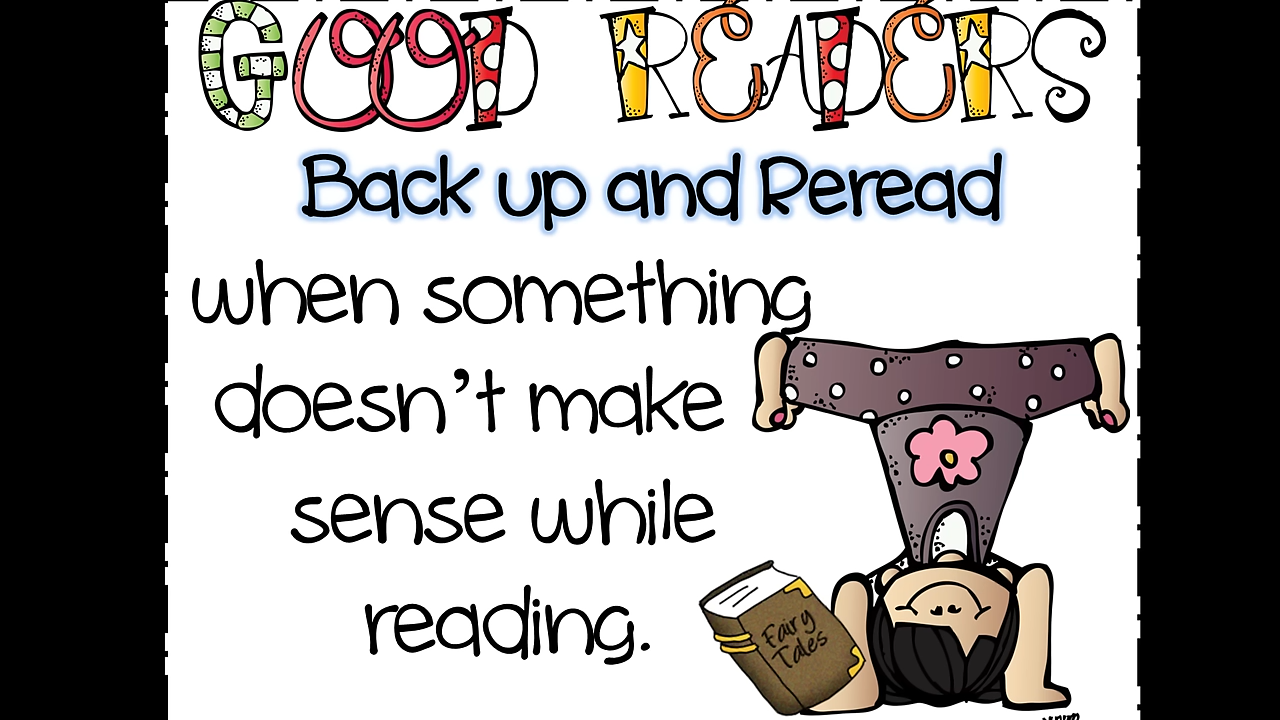 GOOD READERS
Back up and Reread
when something
doesn't make
sense while
reading.
Fairy
Tales